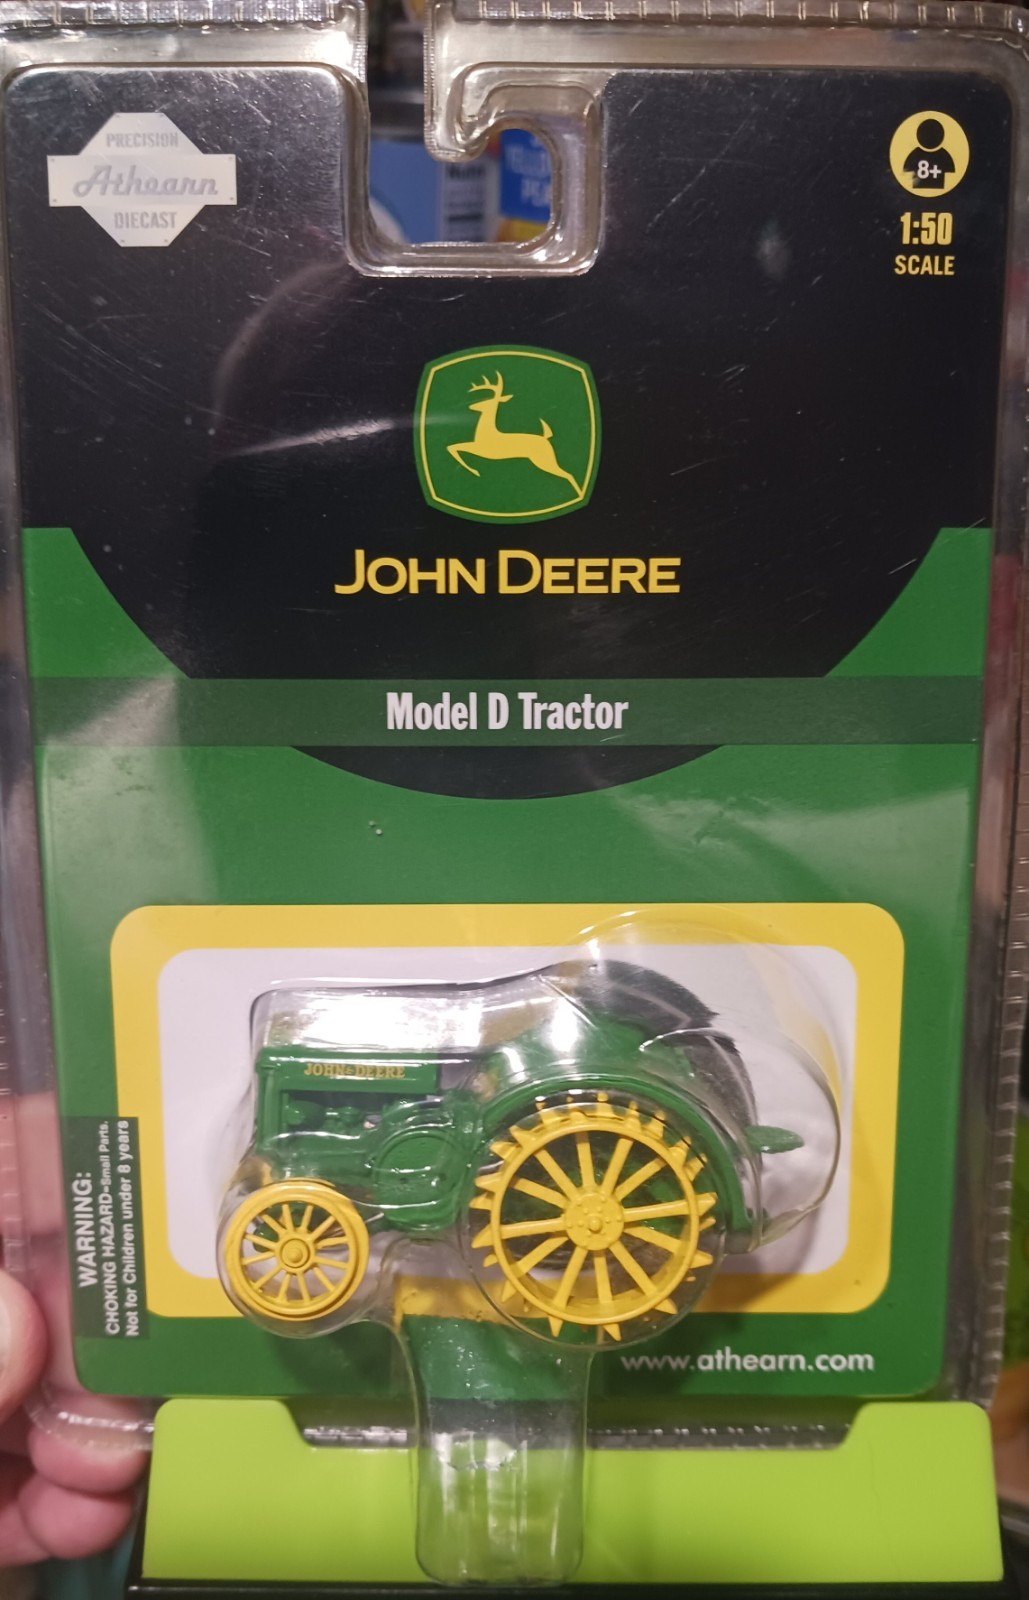 PRECISION
Athearn
DIECAST
8+
1:50
SCALE
JOHN DEERE
Model D Tractor
JOHN DEERE
WARNING:
CHOKING HAZARD-Small Parts.
Not for Children under 8 years
www.athearn.com